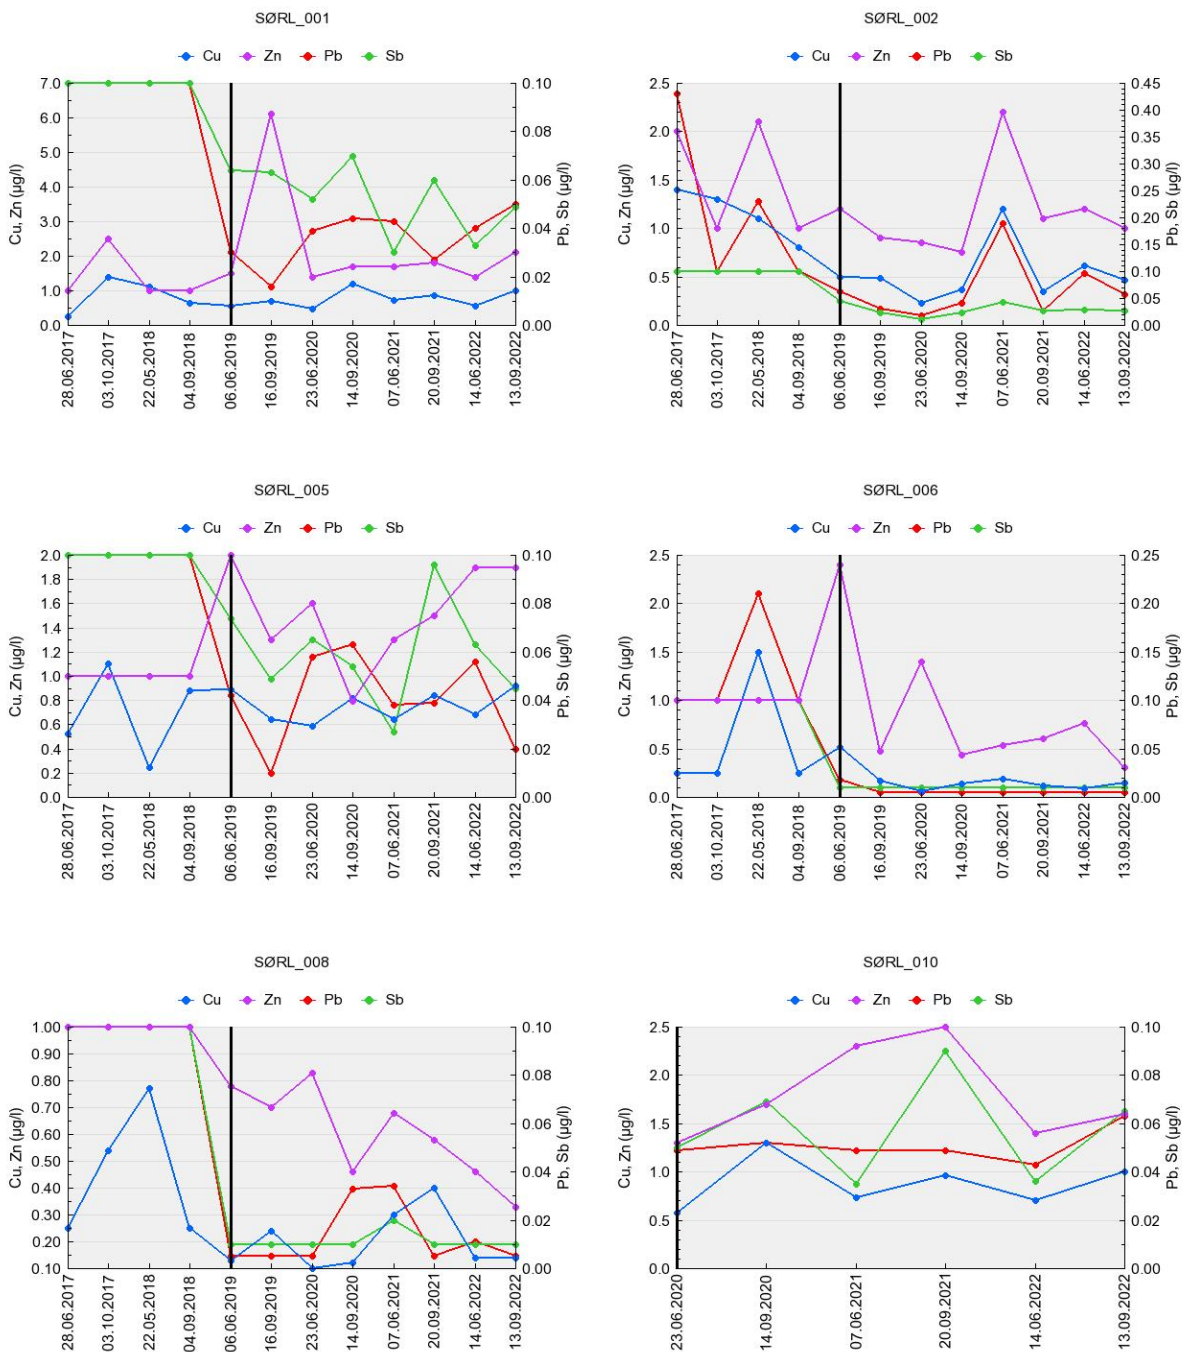 SØRL_001
Cu Zn Pb Sb
7.0 6.0 5.0 4.0 3.0 2.0 1.0 0.0
Cu, Zn (µg/l)
0.10 0.08 0.06 0.04 0.02 0.00
Pb, Sb (µg/l)
28.06.2017 03.10.2017 22.05.2018 04.09.2018 06.06.2019 16.09.2019 23.06.2020 14.09.2020 07.06.2021 20.09.2021 14.06.2022 13.09.2022
SØRL_002
Cu Zn Pb Sb
2.5 2.0 1.5 1.0 0.5 0.0
Cu, Zn (µg/l)
0.45 0.40 0.35 0.30 0.25 0.20 0.15 0.10 0.05 0.00
Pb, Sb (µg/l)
28.06.2017 03.10.2017 22.05.2018 04.09.2018 06.06.2019 16.09.2019 23.06.2020 14.09.2020 07.06.2021 20.09.2021 14.06.2022 13.09.2022
SØRL_005
Cu Zn Pb Sb
2.0 1.8 1.6 1.4 1.2 1.0 0.8 0.6 0.4 0.2 0.0
Cu, Zn (µg/l)
0.10 0.08 0.06 0.04 0.02 0.00
Pb, Sb (µg/l)
28.06.2017 03.10.2017 22.05.2018 04.09.2018 06.06.2019 16.09.2019 23.06.2020 14.09.2020 07.06.2021 20.09.2021 14.06.2022 13.09.2022
SØRL_006
Cu Zn Pb Sb
2.5 2.0 1.5 1.0 0.5 0.0
Cu, Zn (µg/l)
0.25 0.20 0.15 0.10 0.05 0.00
Pb, Sb (µg/l)
28.06.2017 03.10.2017 22.05.2018 04.09.2018 06.06.2019 16.09.2019 23.06.2020 14.09.2020 07.06.2021 20.09.2021 14.06.2022 13.09.2022
SØRL_008
Cu Zn Pb Sb
1.00 0.90 0.80 0.70 0.60 0.50 0.40 0.30 0.20 0.10
Cu, Zn (µg/l)
0.10 0.08 0.06 0.04 0.02 0.00
Pb, Sb (µg/l)
28.06.2017 03.10.2017 22.05.2018 04.09.2018 06.06.2019 16.09.2019 23.06.2020 14.09.2020 07.06.2021 20.09.2021 14.06.2022 13.09.2022
SØRL_010
Cu Zn Pb Sb
2.5 2.0 1.5 1.0 0.5 0.0
Cu, Zn (µg/l)
0.10 0.08 0.06 0.04 0.02 0.00
Pb, Sb (µg/l)
23.06.2020 14.09.2020 07.06.2021 20.09.2021 14.06.2022 13.09.2022